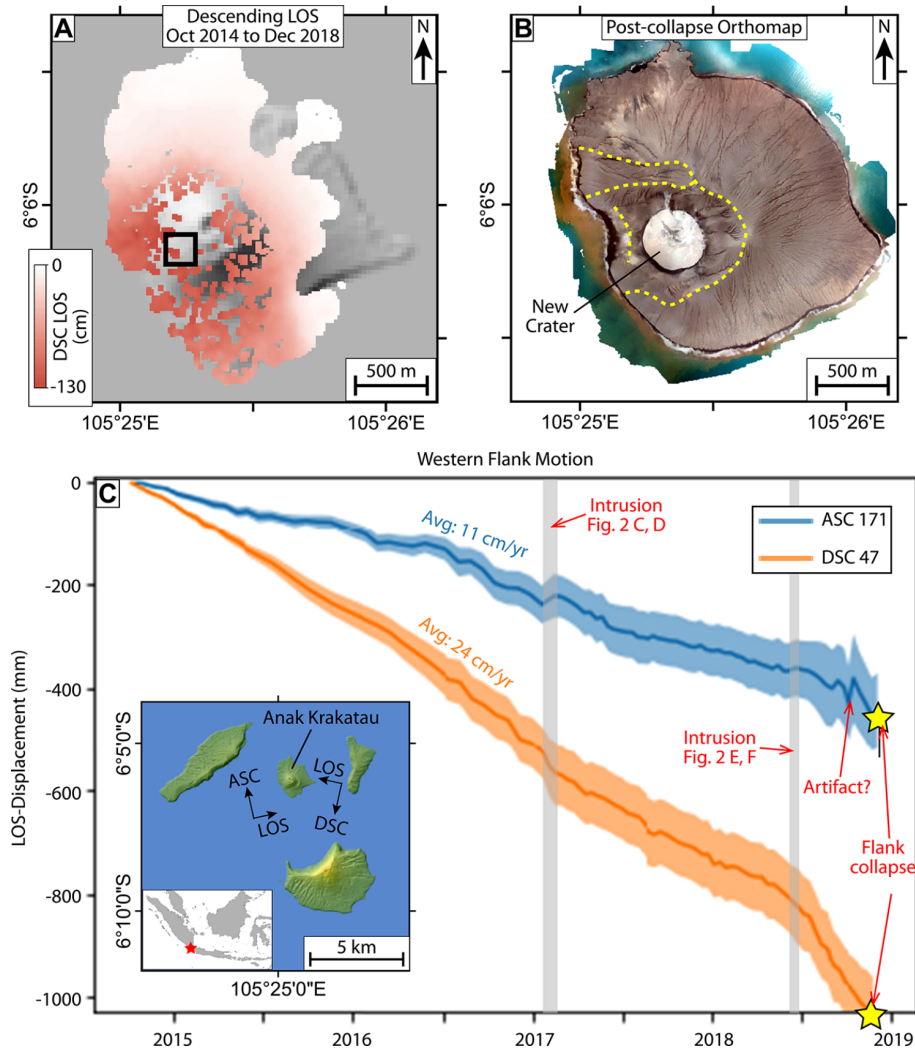 A
Descending LOS
Oct 2014 to Dec 2018
N
6°6'S
0
-130
DSC LOS
(cm)
500 m
105°25'E
105°26'E
B
Post-collapse Orthomap
N
6°6'S
New
Crater
500 m
105°25'E
105°26'E
Western Flank Motion
C
0
-200
-400
-600
-800
-1000
LOS-Displacement (mm)
Avg: 11 cm/yr
Avg: 24 cm/yr
Intrusion
Fig. 2 C, D
ASC 171
DSC 47
Intrusion
Fig. 2 E, F
Artifact?
Flank
collapse
Anak Krakatau
ASC
LOS
LOS
DSC
6°5'0"S
6°10'0"S
5 km
105°25'0"E
2015
2016
2017
2018
2019